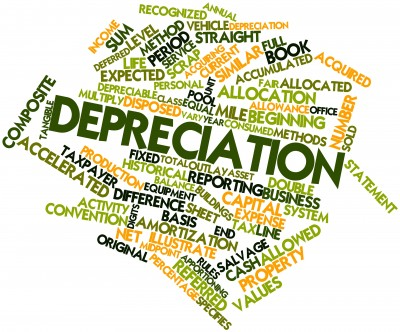 RECOGNIZED
ANNUAL
INCOME
LEVEL
METHOD
VEHICLE
DEPRECIATION
DEFERRED
SUM
PERIOD
STRAIGHT
ACQUIRING
SERVICE
CURRENT
SIMILAR
FULL
BOOK
LIFE
SCRAP
EXPECTED
ACCUMULATED
ACQUIRED
PERSONAL
POOL
UNIT
FAIR
ALLOCATED
DEPRECIABLE
CLASS
EQUAL
ALLOCATION
MULTIPLY
DISPOSED
MILE
ALLOWANCE
OFFICE
NUMBER
COMPOSITE
TANGIBLE
VARY
YEAR
CONSUMED
BEGINNING
METHODS
SOLD
DEPRECIATION
STATEMENT
FIXED
TOTAL
OUTLAY
ASSET
ACCELERATED
TAXPAYER
PRODUCTION
HISTORICAL
REPORTING
DOUBLE
BUSINESS
BALANCE
BUILDINGS
EQUIPMENT
CAPITAL
SYSTEM
ACTIVITY
DIFFERENCE
SHEET
EXPENSE
CONVENTION
DIGITS
BASIS
TAX
LINE
AMORTIZATION
END
NET
ILLUSTRATE
RULES
SALVAGE
ALLOWED
ORIGINAL
MIDPOINT
APPORTIONING
CASH
PROPERTY
PERCENTAGE
REFERRED
VALUES
SPECIFIES